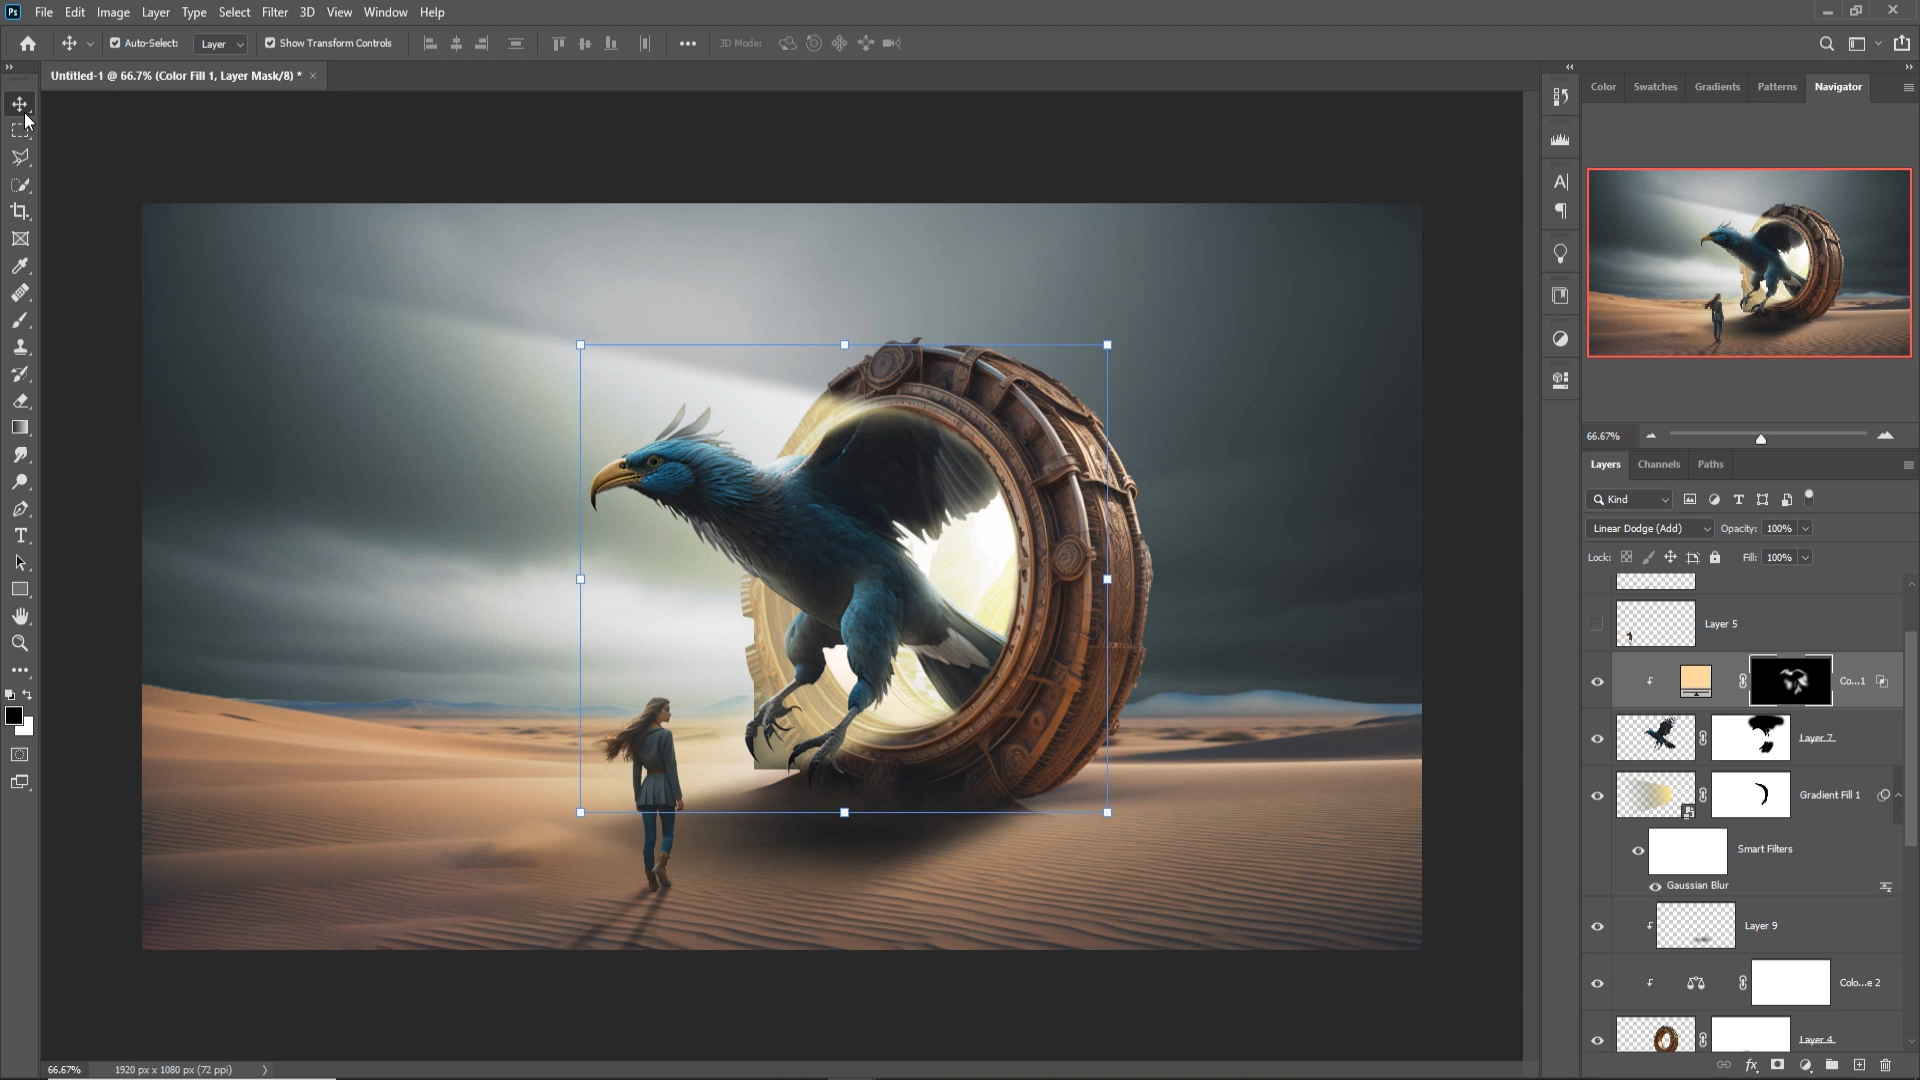 Ps File Edit Image Layer Type Select Filter 3D View Window Help
Auto-Select: Layer Show Transform Controls 3D Mode:
Untitled-1 @ 66.7% (Color Fill 1, Layer Mask/8) *
Color Swatches Gradients Patterns Navigator
66.67%
Layers Channels Paths
Kind
Linear Dodge (Add) Opacity: 100%
Lock: Fill: 100%
Layer 5
Co...1
Layer 7
Gradient Fill 1
Smart Filters
Gaussian Blur
Layer 9
Colo...e 2
Layer 4
66.67% 1920 px x 1080 px (72 ppi)